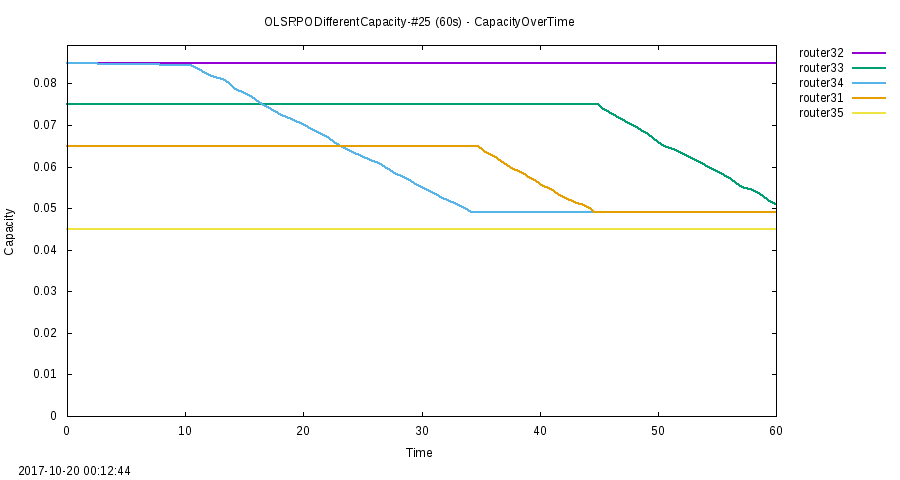 OLSRPODifferentCapacity-#25 (60s) - CapacityOverTime
router32
router33
router34
router31
router35
0.08
0.07
0.06
0.05
0.04
0.03
0.02
0.01
0
Capacity
0 10 20 30 40 50 60
Time
2017-10-20 00:12:44